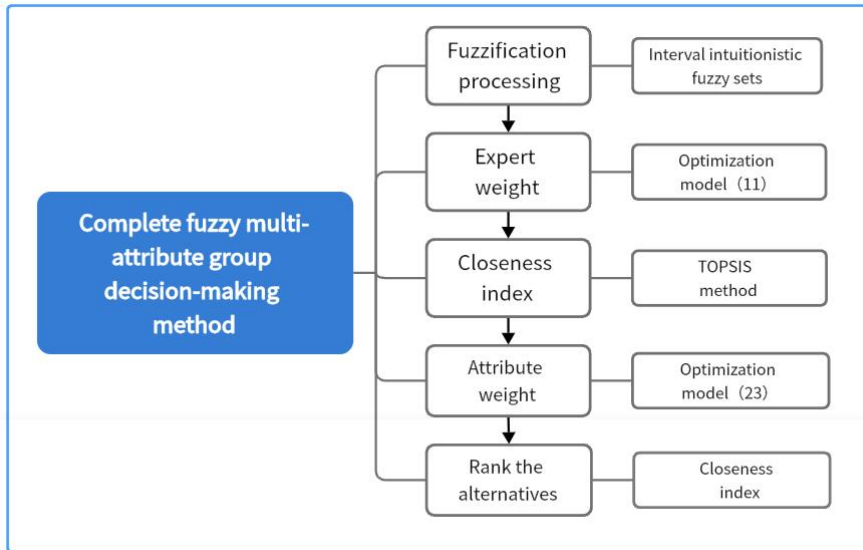 Complete fuzzy multi-
attribute group
decision-making
method
Fuzzification
processing
Interval intuitionistic
fuzzy sets
Expert
weight
Optimization
model（11）
Closeness
index
TOPSIS
method
Attribute
weight
Optimization
model（23）
Rank the
alternatives
Closeness
index